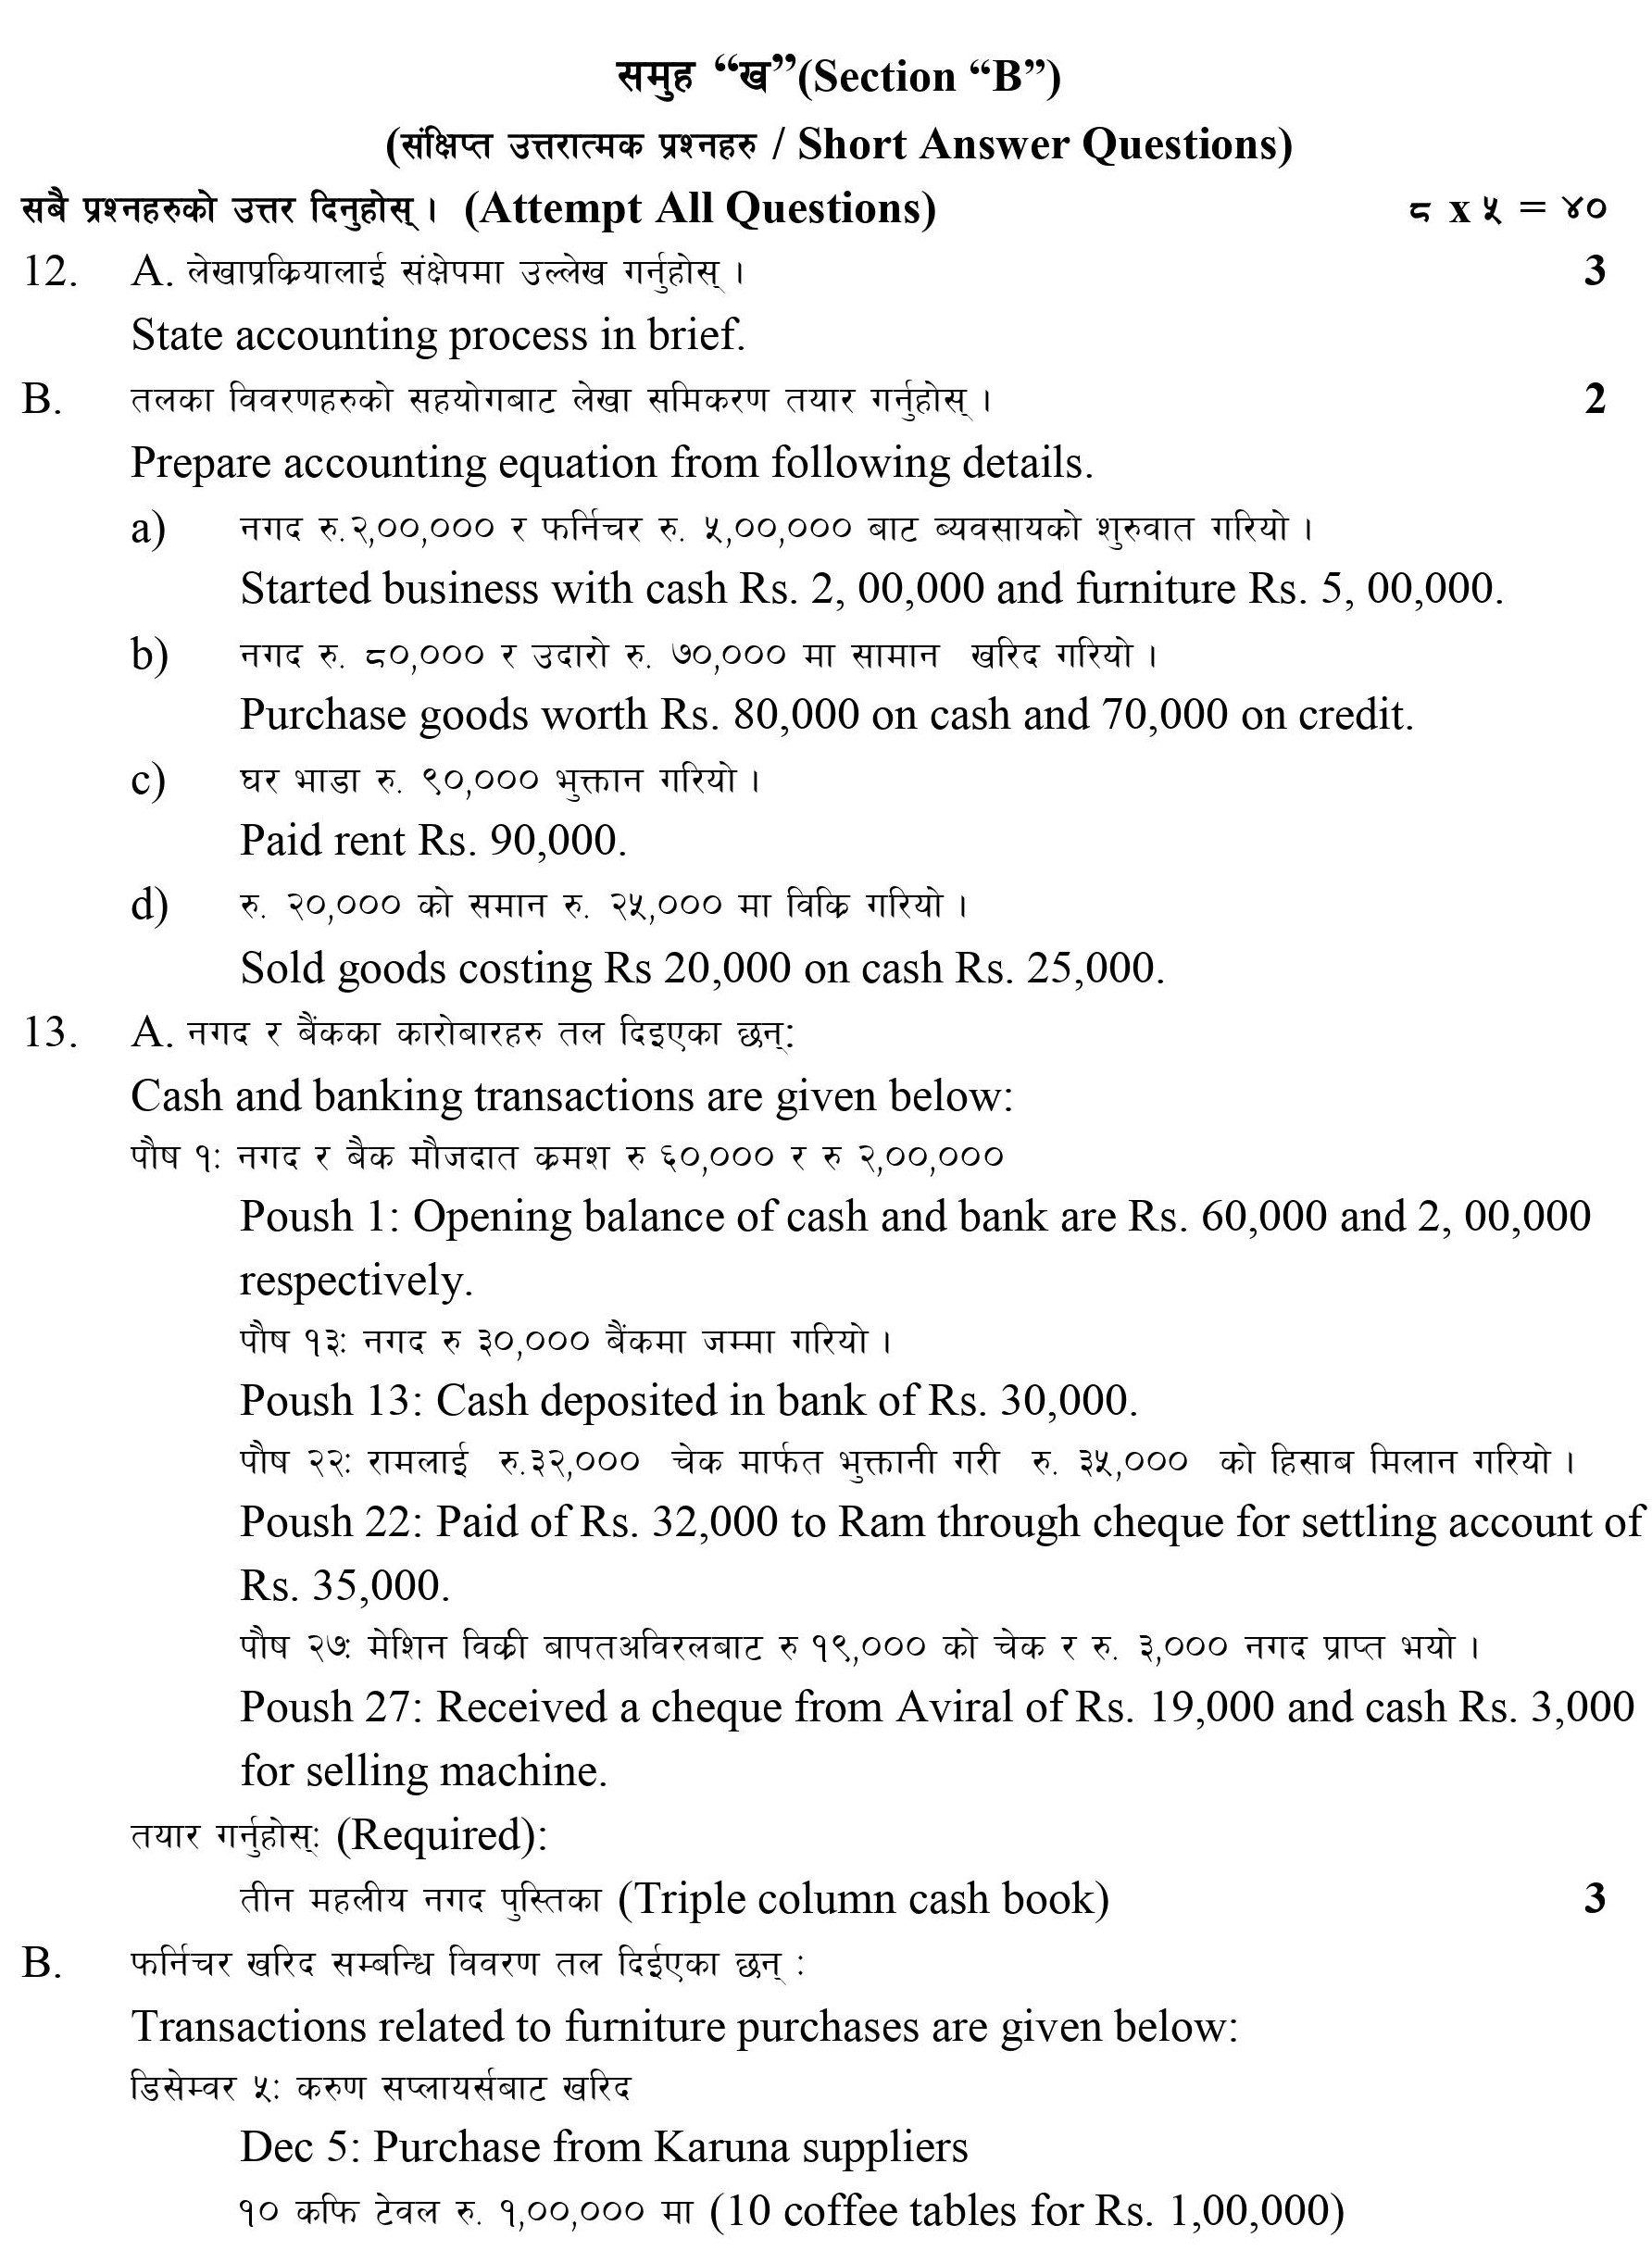 समुह “ख”(Section “B”)
(संक्षिप्त उत्तरात्मक प्रश्नहरु / Short Answer Questions)
सबै प्रश्नहरुको उत्तर दिनुहोस् । (Attempt All Questions) ८ x ५ = ४०
12. A. लेखाप्रक्रियालाई संक्षेपमा उल्लेख गर्नुहोस् । 3
State accounting process in brief.
B. तलका विवरणहरुको सहयोगबाट लेखा समिकरण तयार गर्नुहोस् । 2
Prepare accounting equation from following details.
a) नगद रु.२,००,००० र फर्निचर रु. ५,००,००० बाट ब्यवसायको शुरुवात गरियो ।
Started business with cash Rs. 2, 00,000 and furniture Rs. 5, 00,000.
b) नगद रु. ८०,००० र उदारो रु. ७०,००० मा सामान खरिद गरियो ।
Purchase goods worth Rs. 80,000 on cash and 70,000 on credit.
c) घर भाडा रु. ९०,००० भुक्तान गरियो ।
Paid rent Rs. 90,000.
d) रु. २०,००० को समान रु. २५,००० मा विक्रि गरियो ।
Sold goods costing Rs 20,000 on cash Rs. 25,000.
13. A. नगद र बैंकका कारोबारहरु तल दिइएका छन्:
Cash and banking transactions are given below:
पौष १: नगद र बैक मौजदात क्रमश रु ६०,००० र रु २,००,०००
Poush 1: Opening balance of cash and bank are Rs. 60,000 and 2, 00,000
respectively.
पौष १३: नगद रु ३०,००० बैंकमा जम्मा गरियो ।
Poush 13: Cash deposited in bank of Rs. 30,000.
पौष २२: रामलाई रु.३२,००० चेक मार्फत भुक्तानी गरी रु. ३५,००० को हिसाब मिलान गरियो ।
Poush 22: Paid of Rs. 32,000 to Ram through cheque for settling account of
Rs. 35,000.
पौष २७: मेशिन विक्री बापतअविरलबाट रु १९,००० को चेक र रु. ३,००० नगद प्राप्त भयो ।
Poush 27: Received a cheque from Aviral of Rs. 19,000 and cash Rs. 3,000
for selling machine.
तयार गर्नुहोस्: (Required):
तीन महलीय नगद पुस्तिका (Triple column cash book) 3
B. फर्निचर खरिद सम्बन्धि विवरण तल दिईएका छन् :
Transactions related to furniture purchases are given below:
डिसेम्वर ५: करुण सप्लायर्सबाट खरिद
Dec 5: Purchase from Karuna suppliers
१० कफि टेवल रु. १,००,००० मा (10 coffee tables for Rs. 1,00,000)